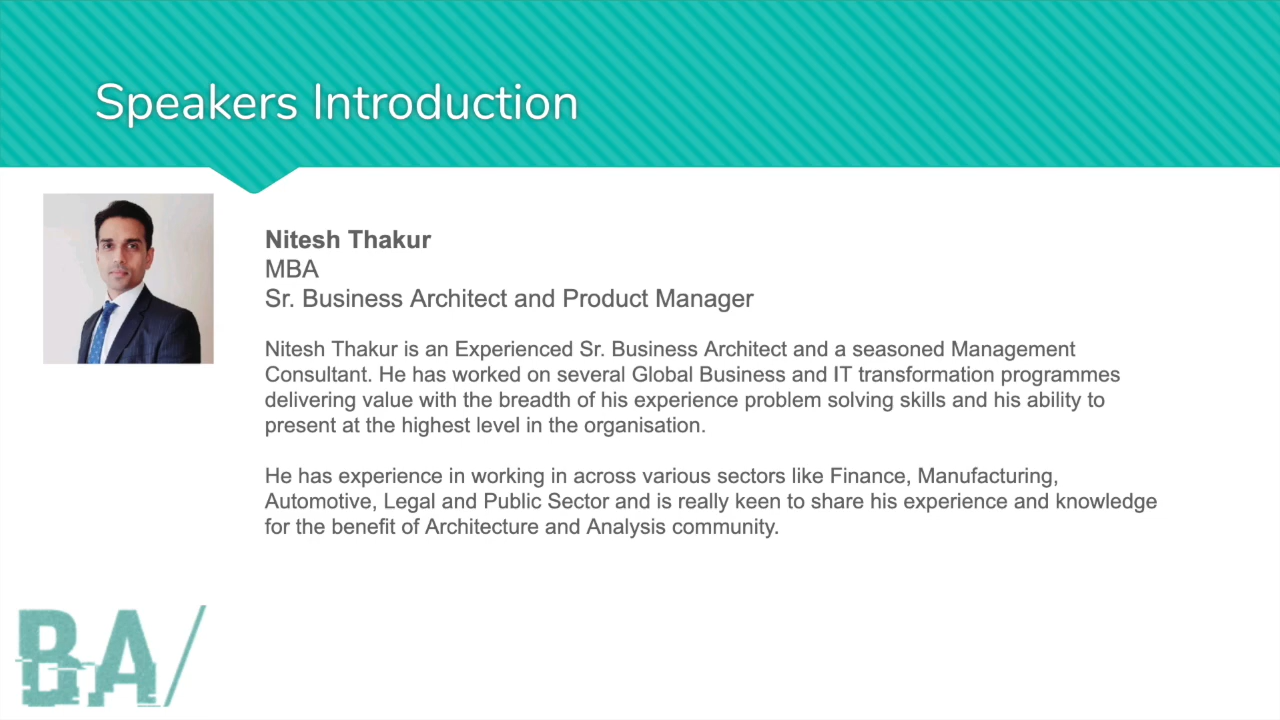 Speakers Introduction
Nitesh Thakur
MBA
Sr. Business Architect and Product Manager
Nitesh Thakur is an Experienced Sr. Business Architect and a seasoned Management
Consultant. He has worked on several Global Business and IT transformation programmes
delivering value with the breadth of his experience problem solving skills and his ability to
present at the highest level in the organisation.
He has experience in working in across various sectors like Finance, Manufacturing,
Automotive, Legal and Public Sector and is really keen to share his experience and knowledge
for the benefit of Architecture and Analysis community.
BA/